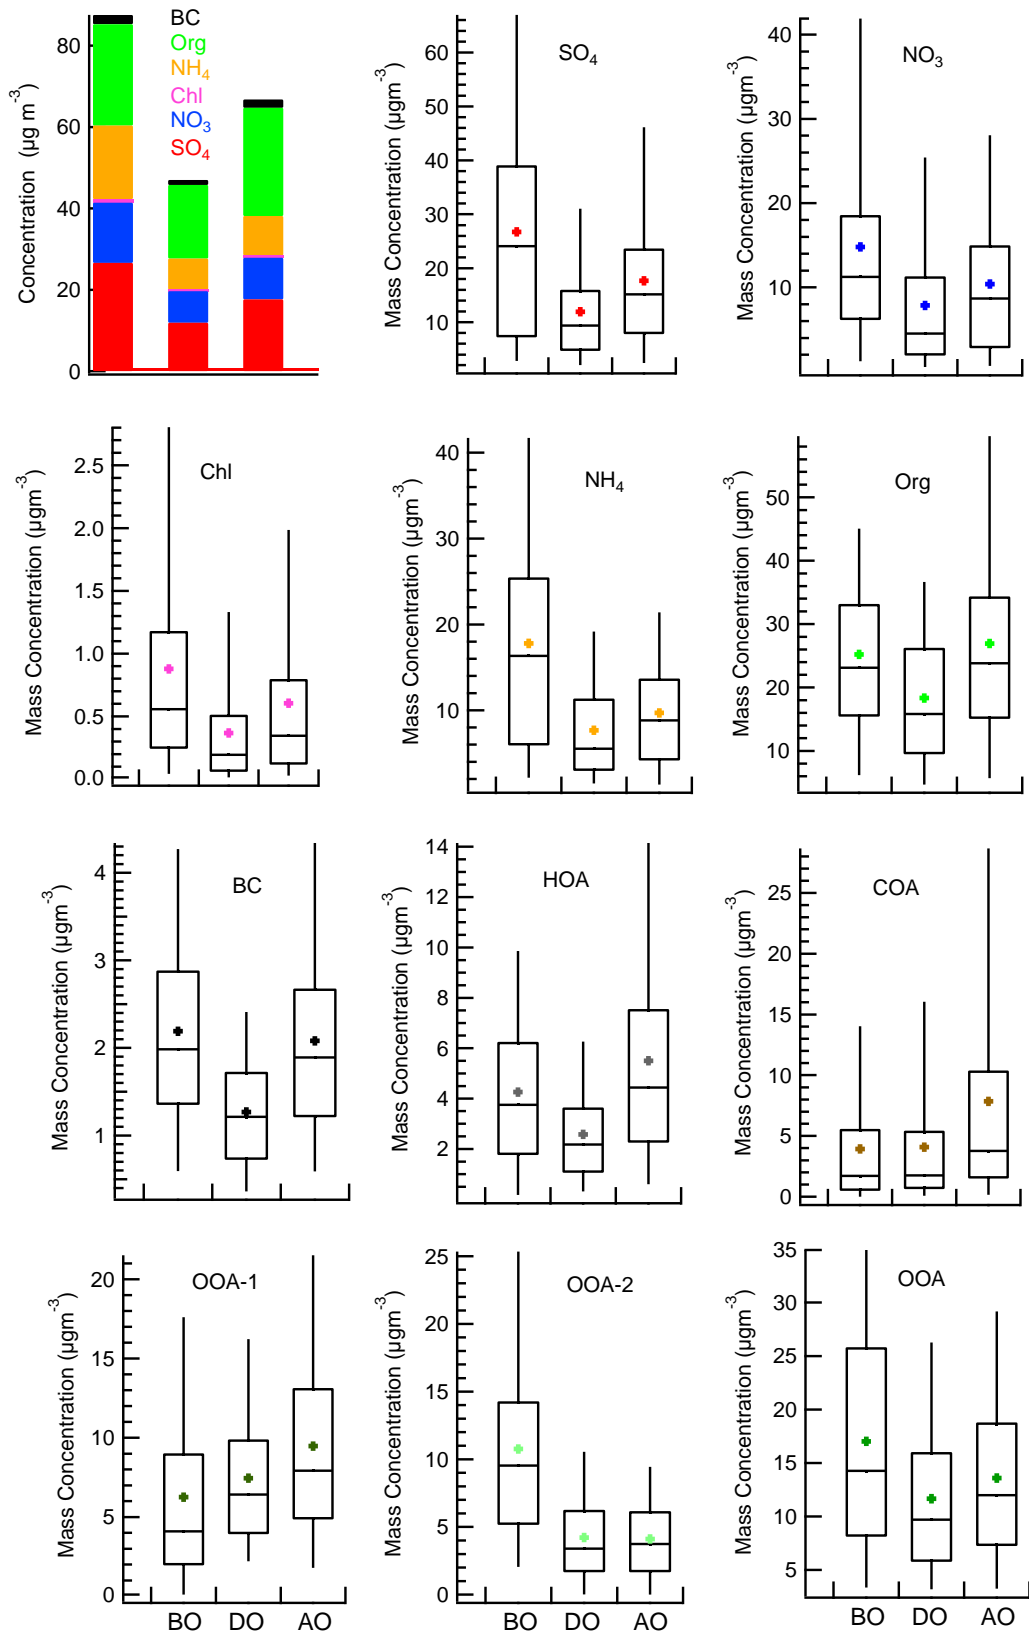 Concentration (µg m⁻³)
80
60
40
20
0
BC
Org
NH₄
Chl
NO₃
SO₄
Mass Concentration (µgm⁻³)
60
50
40
30
20
10
SO₄
Mass Concentration (µgm⁻³)
40
30
20
10
NO₃
Mass Concentration (µgm⁻³)
2.5
2.0
1.5
1.0
0.5
0.0
Chl
Mass Concentration (µgm⁻³)
40
30
20
10
NH₄
Mass Concentration (µgm⁻³)
50
40
30
20
10
Org
Mass Concentration (µgm⁻³)
4
3
2
1
BC
Mass Concentration (µgm⁻³)
14
12
10
8
6
4
2
HOA
Mass Concentration (µgm⁻³)
25
20
15
10
5
0
COA
Mass Concentration (µgm⁻³)
20
15
10
5
0
OOA-1
BO DO AO
Mass Concentration (µgm⁻³)
25
20
15
10
5
0
OOA-2
BO DO AO
Mass Concentration (µgm⁻³)
35
30
25
20
15
10
5
OOA
BO DO AO